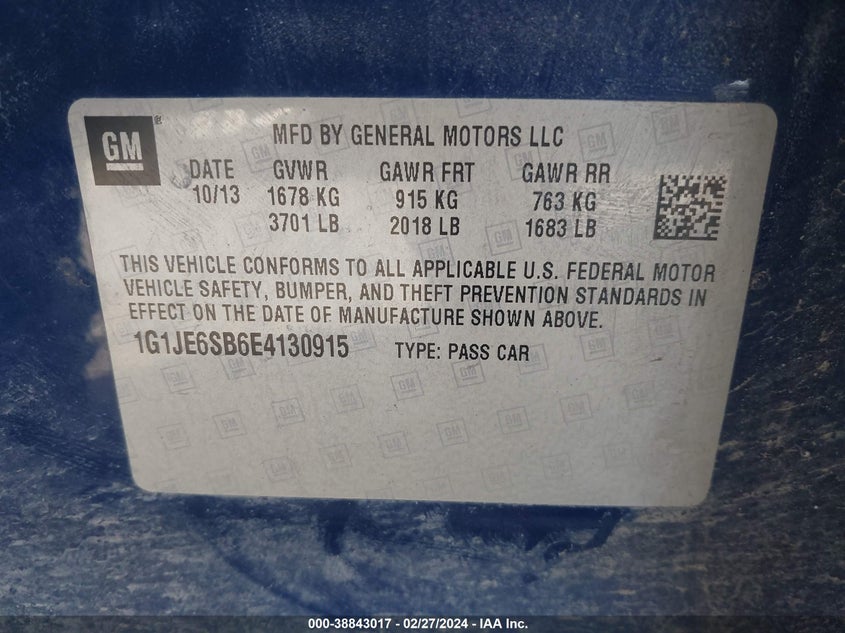 GM
MFD BY GENERAL MOTORS LLC
DATE GVWR GAWR FRT GAWR RR
10/13 1678 KG 915 KG 763 KG
3701 LB 2018 LB 1683 LB
THIS VEHICLE CONFORMS TO ALL APPLICABLE U.S. FEDERAL MOTOR
VEHICLE SAFETY, BUMPER, AND THEFT PREVENTION STANDARDS IN
EFFECT ON THE DATE OF MANUFACTURE SHOWN ABOVE.
1G1JE6SB6E4130915 TYPE: PASS CAR
000-38843017 - 02/27/2024 - IAA Inc.